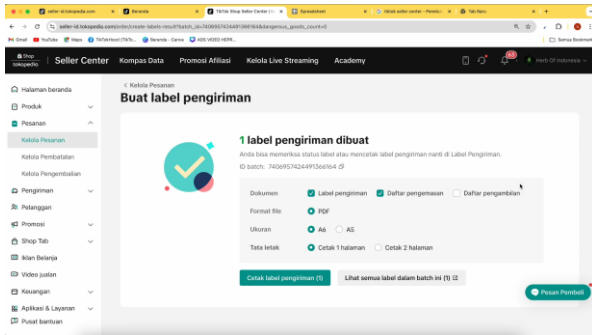 seller-id.tokopedia.com
Beranda
TikTok Shop Seller Center
Spreadsheet
tiktok seller center - Penelu
Tab Baru
seller-id.tokopedia.com/order/create-labels-result?batch_id=7406957424491366164&dangerous_goods_count=0
Gmail
YouTube
Maps
Beranda - Canva
Semua Bookmark
Shop
tokopedia
Seller Center
Kompas Data
Promosi Afiliasi
Kelola Live Streaming
Academy
Herb Of Indonesia
Halaman beranda
Produk
Pesanan
Kelola Pesanan
Kelola Pembatalan
Kelola Pengembalian
Pengiriman
Pelanggan
Promosi
Shop Tab
Iklan Belanja
Video jualan
Keuangan
Aplikasi & Layanan
Pusat bantuan
< Kelola Pesanan
Buat label pengiriman
1 label pengiriman dibuat
Anda bisa memeriksa status label atau mencetak label pengiriman nanti di Label Pengiriman.
ID batch: 7406957424491366164
Dokumen
Label pengiriman
Daftar pengemasan
Daftar pengambilan
Format file
PDF
Ukuran
A6
A5
Tata letak
Cetak 1 halaman
Cetak 2 halaman
Cetak label pengiriman (1)
Lihat semua label dalam batch ini (1)
Pesan Pembeli